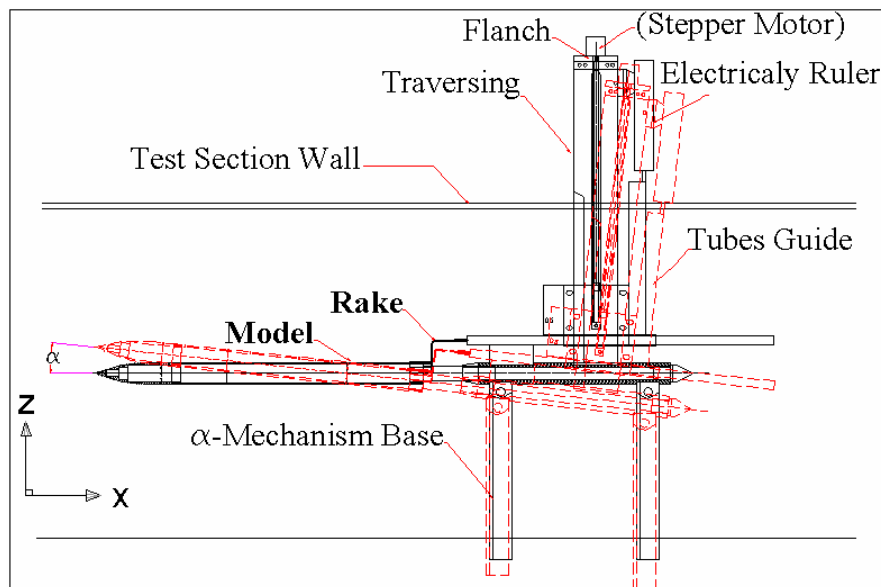 (Stepper Motor)
Flanch
Electricaly Ruler
Traversing
Test Section Wall
Tubes Guide
Rake
Model
α
Z
α-Mechanism Base
X